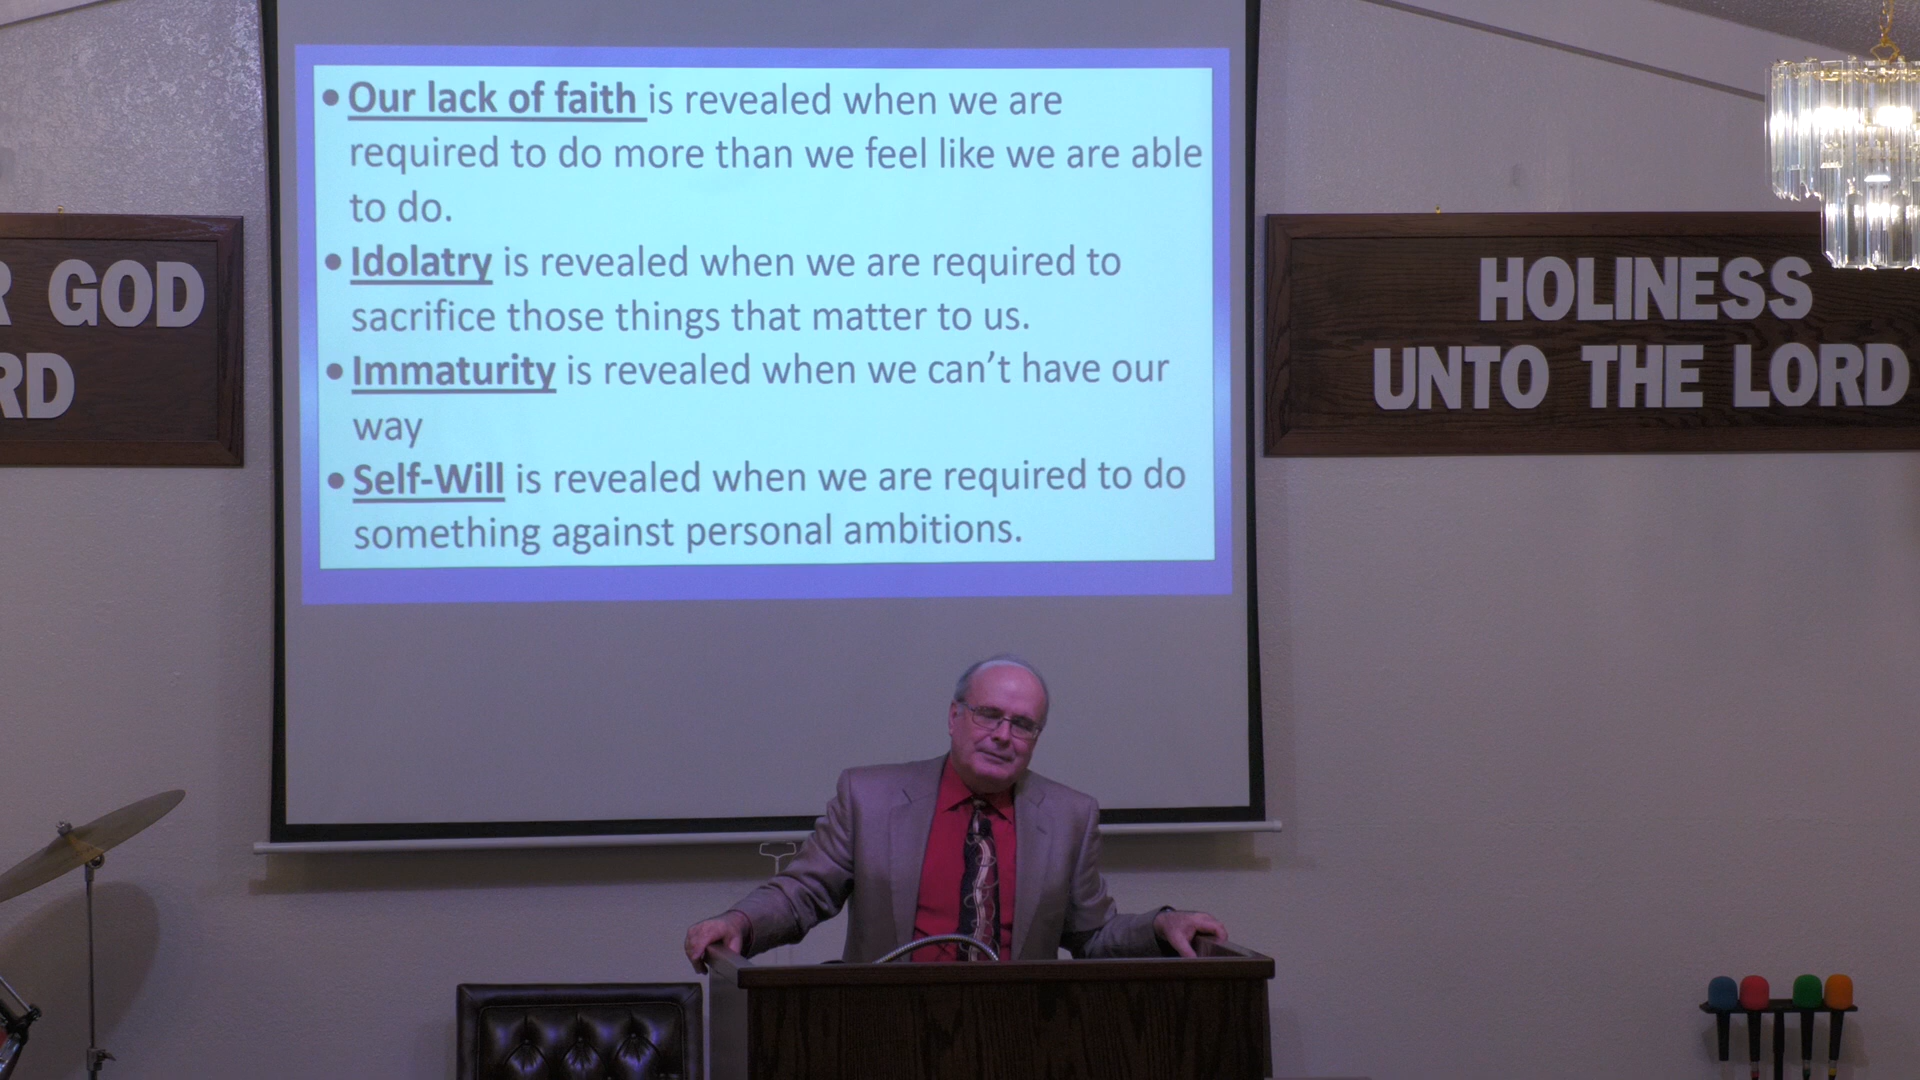 • Our lack of faith is revealed when we are
required to do more than we feel like we are able
to do.
• Idolatry is revealed when we are required to
sacrifice those things that matter to us.
• Immaturity is revealed when we can't have our
way
• Self-Will is revealed when we are required to do
something against personal ambitions.
GOD
HOLINESS
UNTO THE LORD